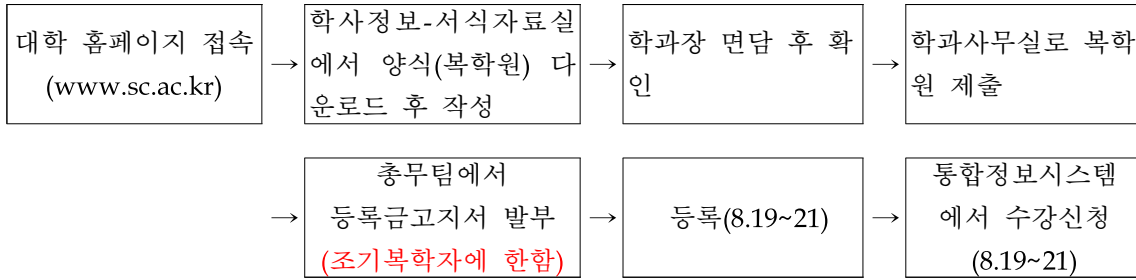 대학 홈페이지 접속
(www.sc.ac.kr)
→
학사정보-서식자료실
에서 양식(복학원) 다
운로드 후 작성
→
학과장 면담 후 확
인
→
학과사무실로 복학
원 제출
→
총무팀에서
등록금고지서 발부
(조기복학자에 한함)
→
등록(8.19~21)
→
통합정보시스템
에서 수강신청
(8.19~21)